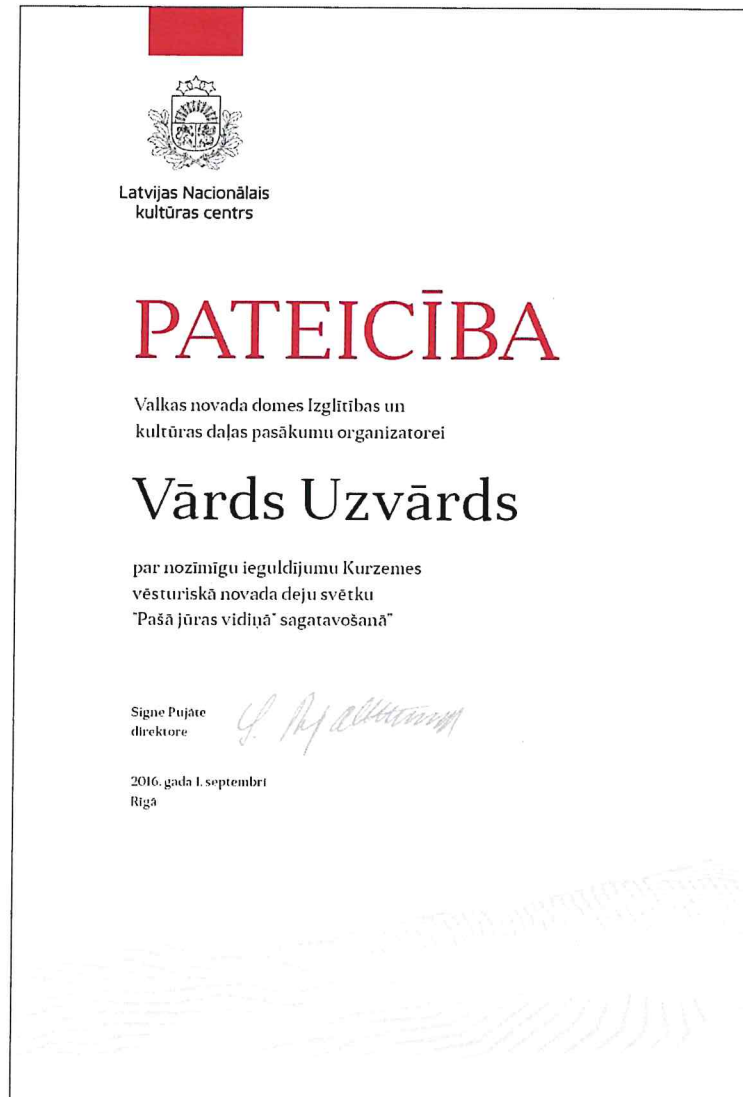 Latvijas Nacionālais
kultūras centrs
PATEICĪBA
Valkas novada domes Izglītības un
kultūras daļas pasākumu organizatorei
Vārds Uzvārds
par nozīmīgu ieguldījumu Kurzemes
vēsturiskā novada deju svētku
"Pašā jūras vidiņā" sagatavošanā"
Signe Pujāte
direktore
2016. gada 1. septembrī
Rīgā